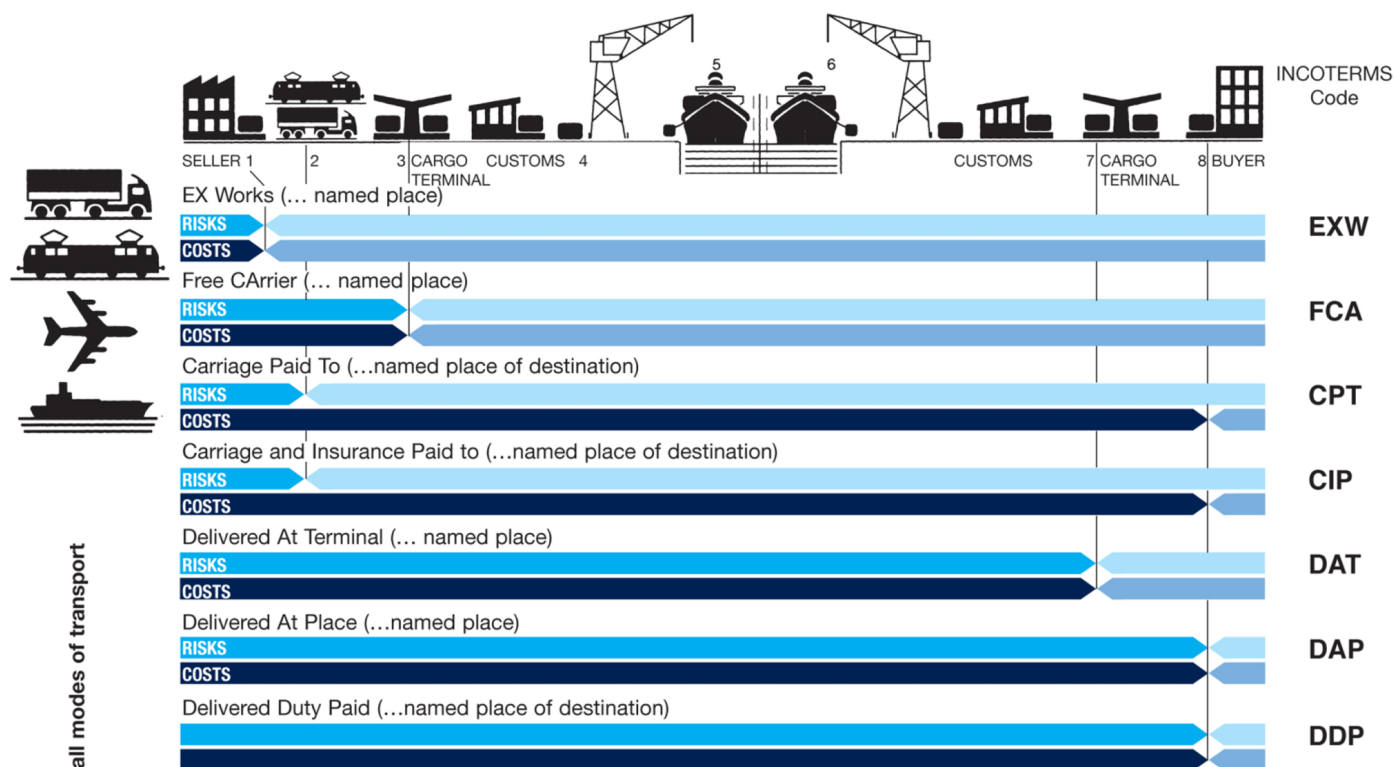 5 6
INCOTERMS
Code
SELLER 1 2 3 CARGO TERMINAL CUSTOMS 4 CUSTOMS 7 CARGO TERMINAL 8 BUYER
EX Works (... named place)
RISKS
COSTS
EXW
Free CArrier (... named place)
RISKS
COSTS
FCA
Carriage Paid To (...named place of destination)
RISKS
COSTS
CPT
Carriage and Insurance Paid to (...named place of destination)
RISKS
COSTS
CIP
Delivered At Terminal (... named place)
RISKS
COSTS
DAT
Delivered At Place (...named place)
RISKS
COSTS
DAP
Delivered Duty Paid (...named place of destination)
DDP
all modes of transport